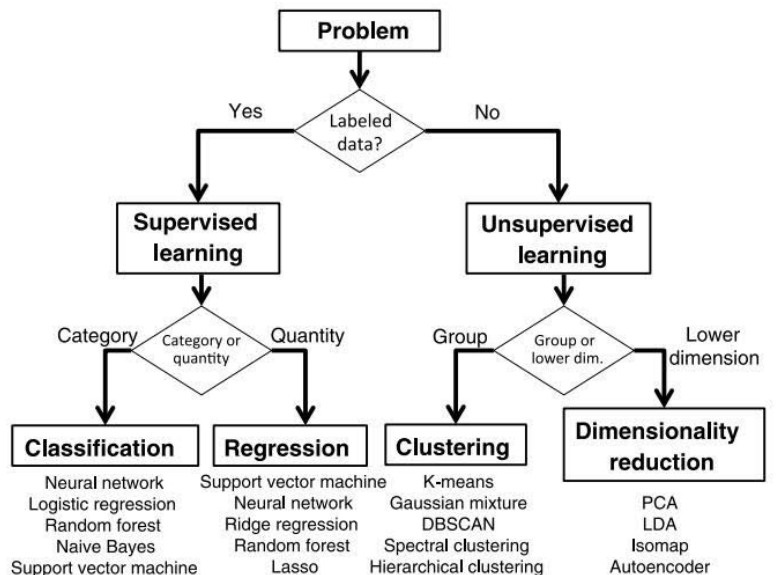 Problem
Yes
Labeled
data?
No
Supervised
learning
Unsupervised
learning
Category
Category or
quantity
Quantity
Group
Group or
lower dim.
Lower
dimension
Classification
Neural network
Logistic regression
Random forest
Naive Bayes
Support vector machine
Regression
Support vector machine
Neural network
Ridge regression
Random forest
Lasso
Clustering
K-means
Gaussian mixture
DBSCAN
Spectral clustering
Hierarchical clustering
Dimensionality
reduction
PCA
LDA
Isomap
Autoencoder